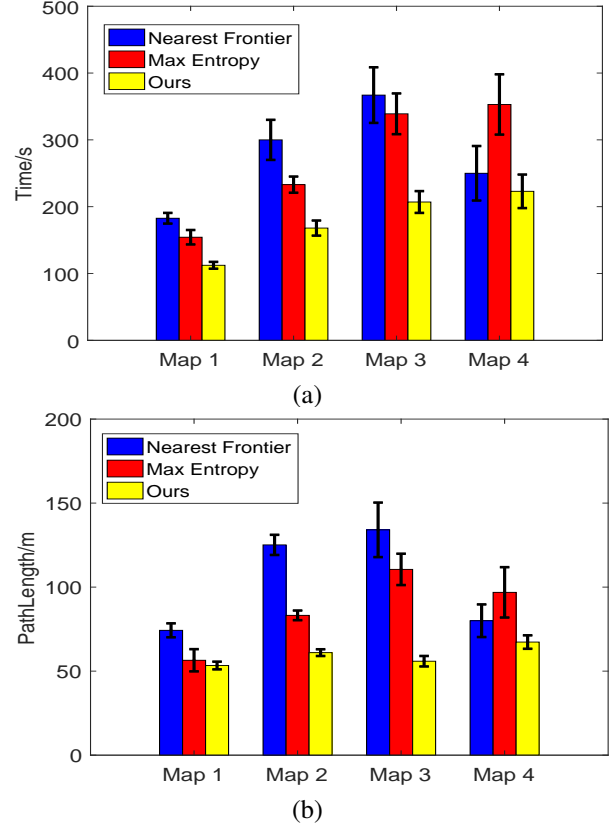 500
400
300
200
100
0
Time/s
Nearest Frontier
Max Entropy
Ours
Map 1 Map 2 Map 3 Map 4
(a)
200
150
100
50
0
PathLength/m
Nearest Frontier
Max Entropy
Ours
Map 1 Map 2 Map 3 Map 4
(b)